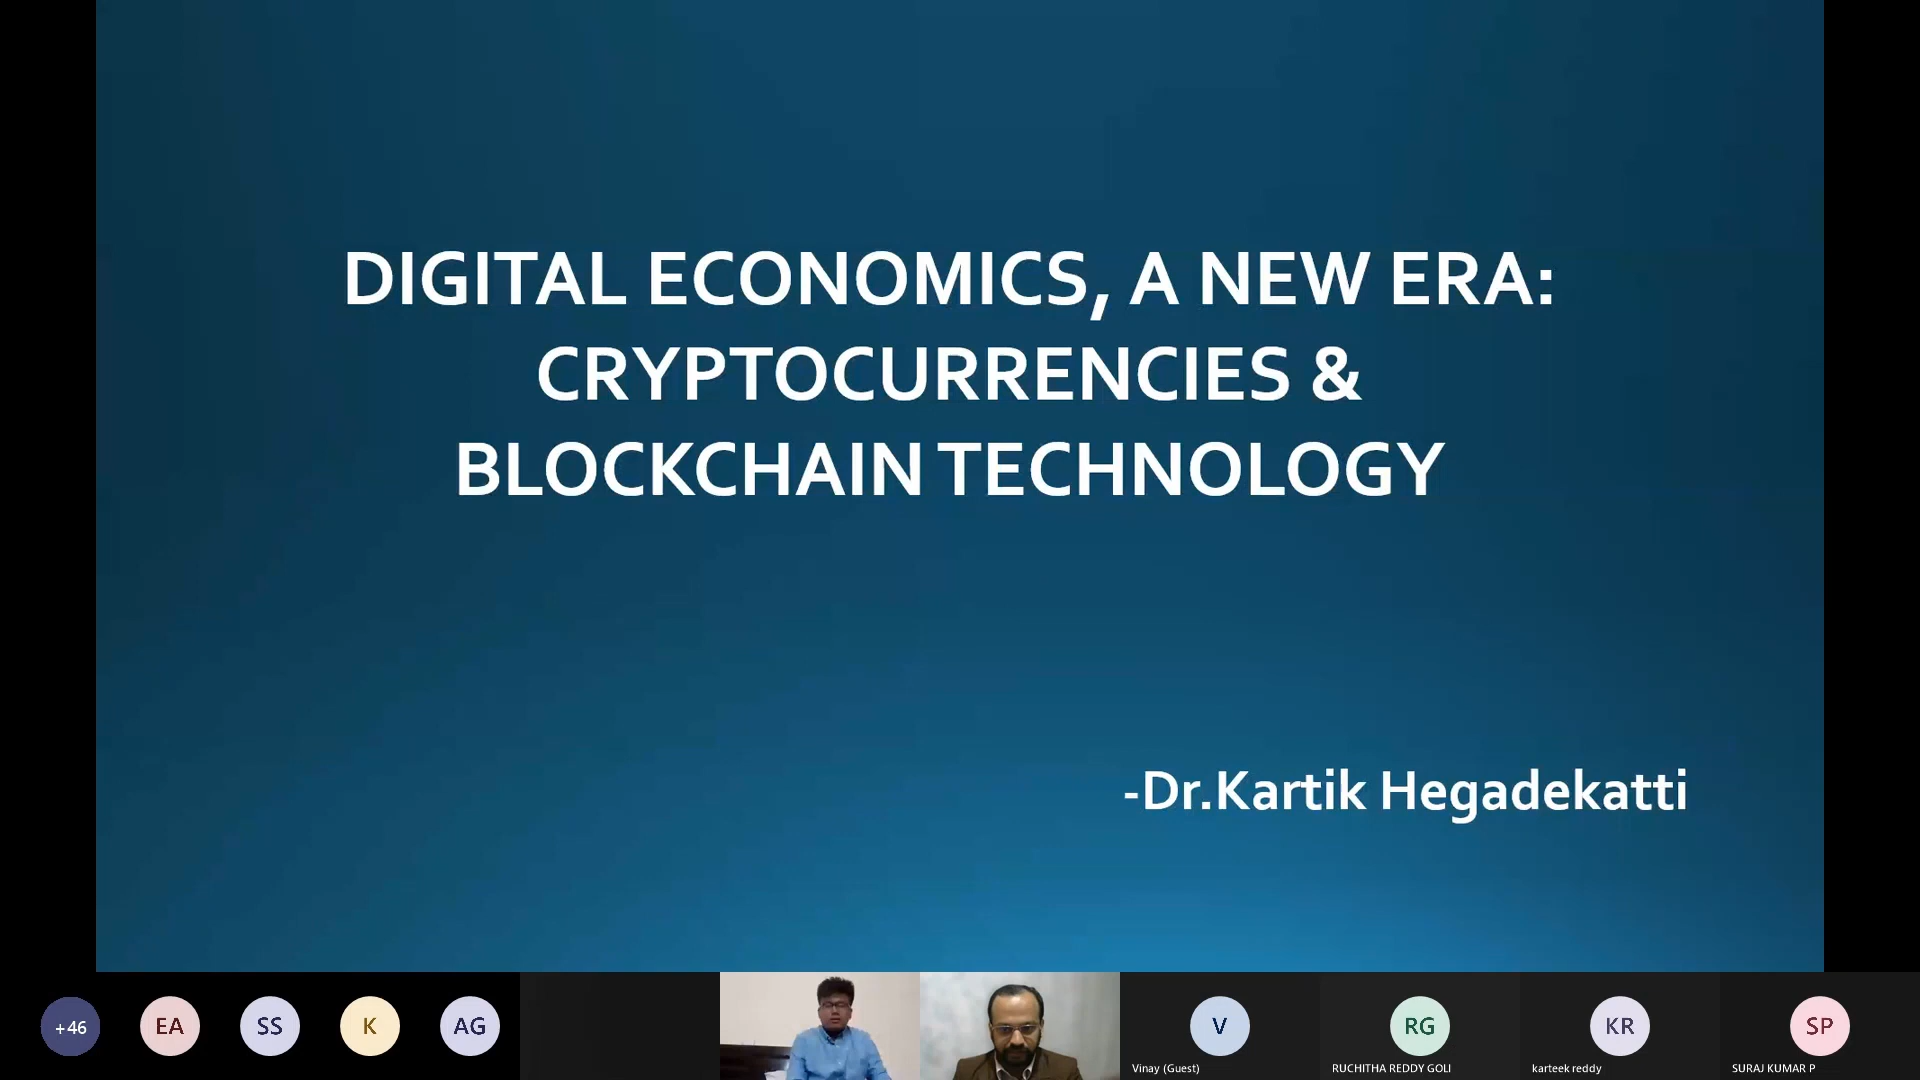 DIGITAL ECONOMICS, A NEW ERA:
CRYPTOCURRENCIES &
BLOCKCHAIN TECHNOLOGY
-Dr.Kartik Hegadekatti
+46
EA
SS
K
AG
V
RG
KR
SP
Vinay (Guest)
RUCHITHA REDDY GOLI
karteek reddy
SURAJ KUMAR P